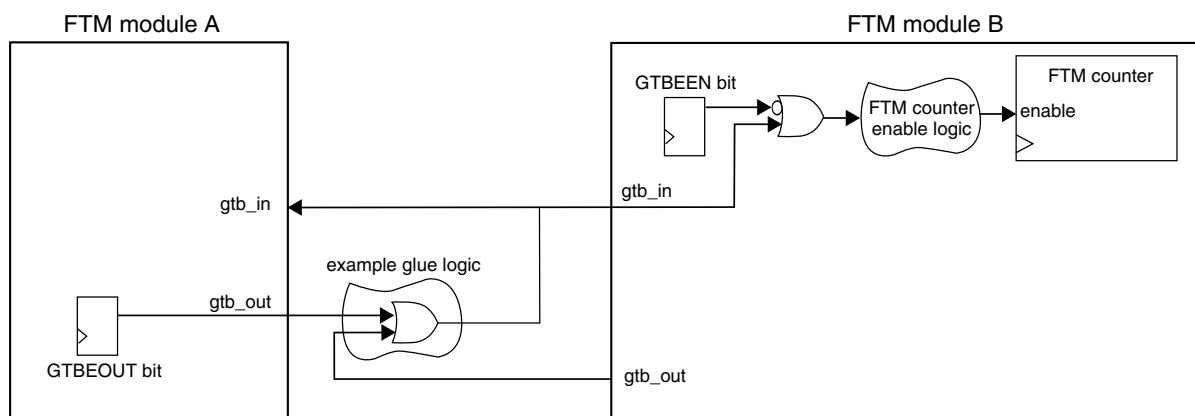 FTM module A
FTM module B
GTBEEN bit
FTM counter
FTM counter
enable logic
enable
gtb_in
gtb_in
example glue logic
gtb_out
GTBEOUT bit
gtb_out